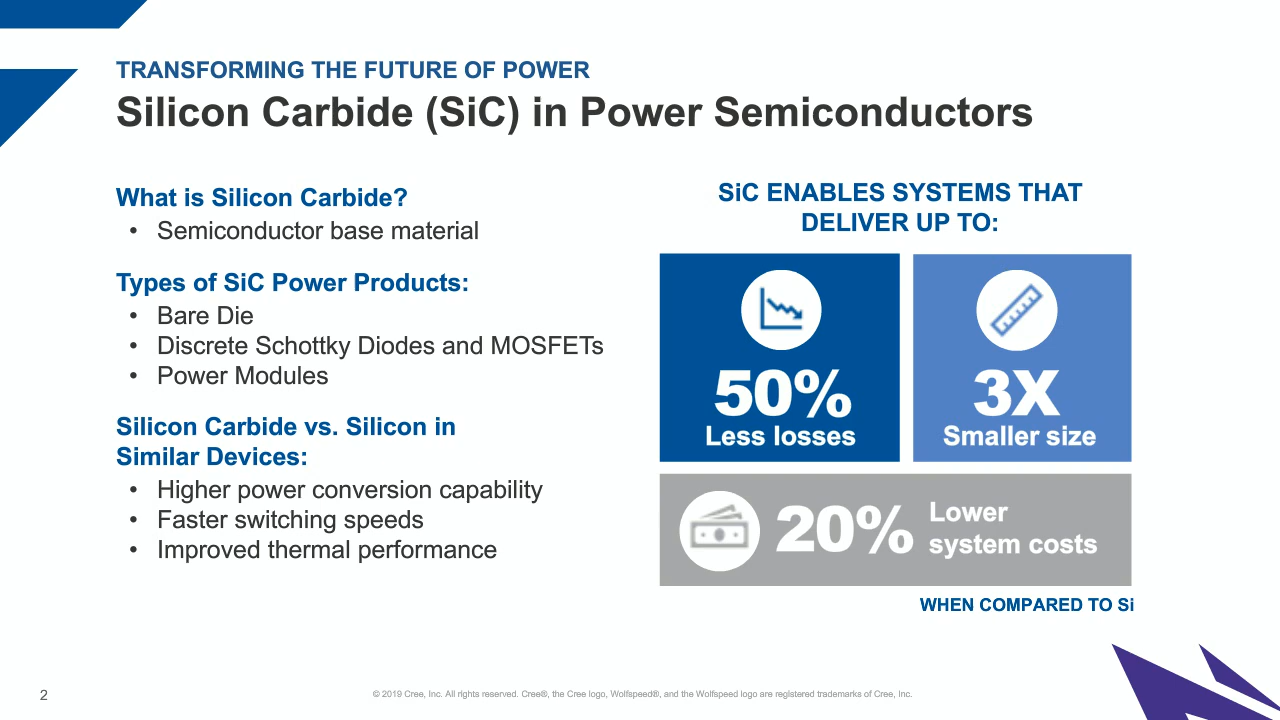 TRANSFORMING THE FUTURE OF POWER
Silicon Carbide (SiC) in Power Semiconductors
What is Silicon Carbide?
• Semiconductor base material
Types of SiC Power Products:
• Bare Die
• Discrete Schottky Diodes and MOSFETs
• Power Modules
Silicon Carbide vs. Silicon in
Similar Devices:
• Higher power conversion capability
• Faster switching speeds
• Improved thermal performance
SiC ENABLES SYSTEMS THAT
DELIVER UP TO:
50%
Less losses
3X
Smaller size
20%
Lower
system costs
WHEN COMPARED TO Si
2
© 2019 Cree, Inc. All rights reserved. Cree®, the Cree logo, Wolfspeed®, and the Wolfspeed logo are registered trademarks of Cree, Inc.